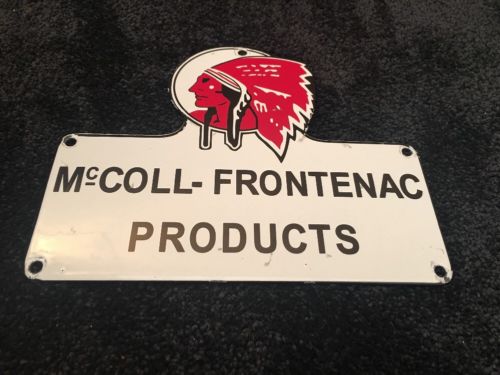 McCOLL- FRONTENAC
PRODUCTS